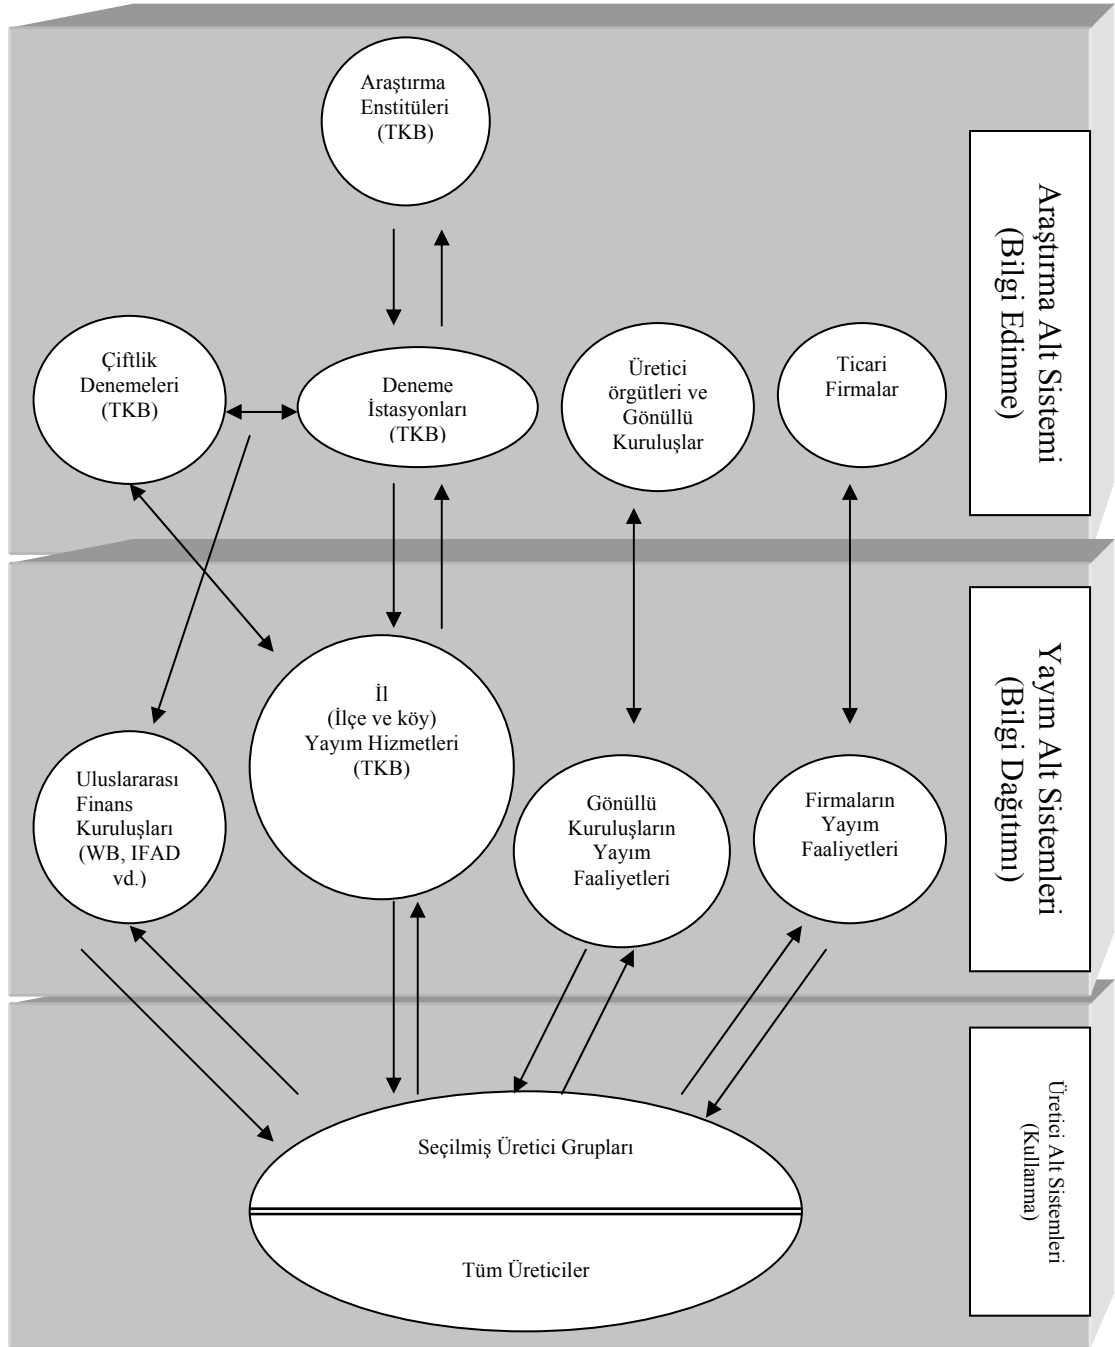 Araştırma
Enstitüleri
(TKB)
Çiftlik
Denemeleri
(TKB)
Deneme
İstasyonları
(TKB)
Üretici
örgütleri ve
Gönüllü
Kuruluşlar
Ticari
Firmalar
Araştırma Alt Sistemi
(Bilgi Edinme)
Uluslararası
Finans
Kuruluşları
(WB, IFAD
vd.)
İl
(İlçe ve köy)
Yayım Hizmetleri
(TKB)
Gönüllü
Kuruluşların
Yayım
Faaliyetleri
Firmaların
Yayım
Faaliyetleri
Yayım Alt Sistemleri
(Bilgi Dağıtımı)
Seçilmiş Üretici Grupları
Tüm Üreticiler
Üretici Alt Sistemleri
(Kullanma)